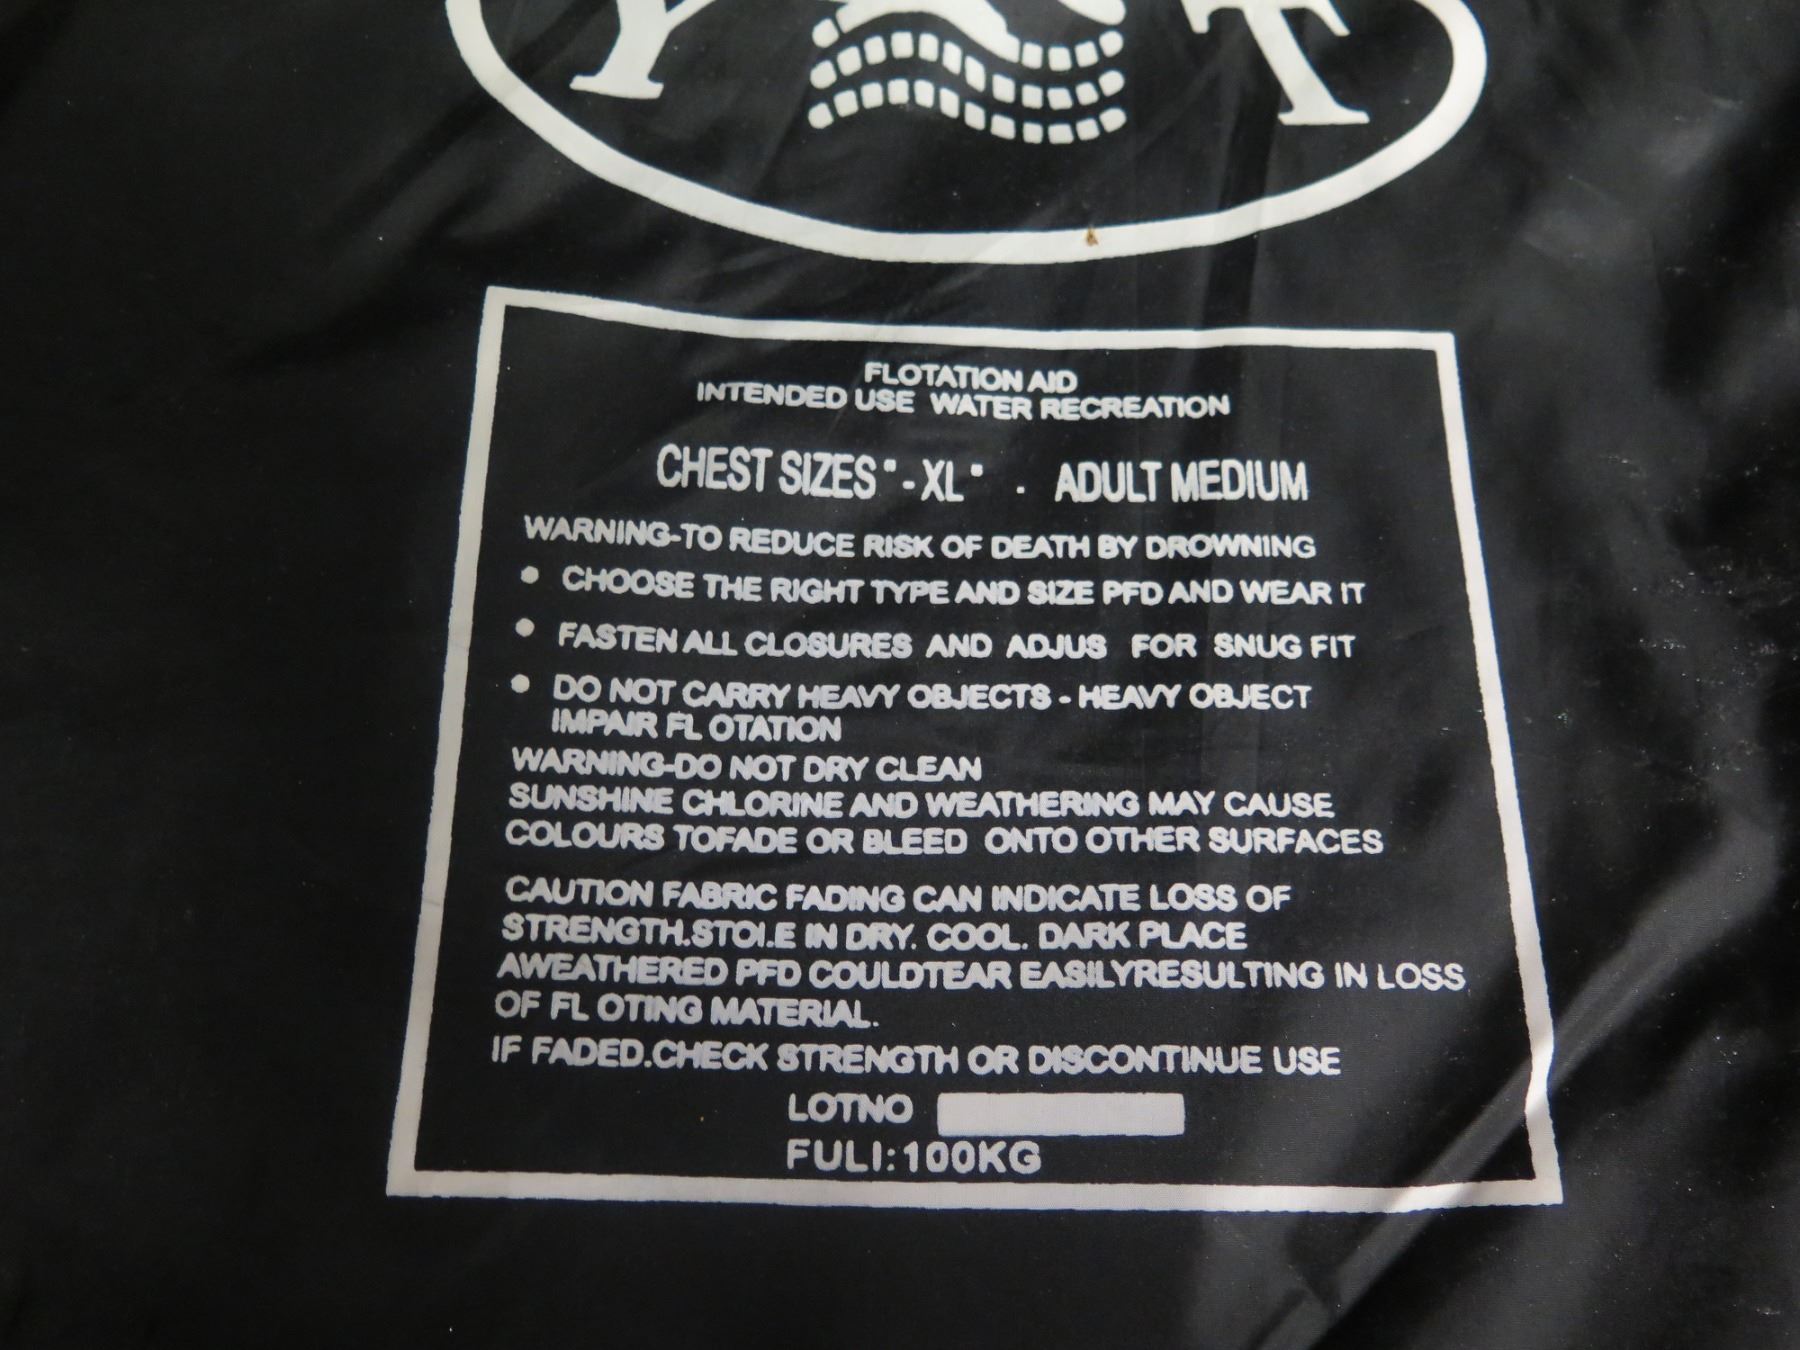 FLOTATION AID
INTENDED USE WATER RECREATION
CHEST SIZES"-XL" . ADULT MEDIUM
WARNING-TO REDUCE RISK OF DEATH BY DROWNING
• CHOOSE THE RIGHT TYPE AND SIZE PFD AND WEAR IT
• FASTEN ALL CLOSURES AND ADJUS FOR SNUG FIT
• DO NOT CARRY HEAVY OBJECTS - HEAVY OBJECT
IMPAIR FL OTATION
WARNING-DO NOT DRY CLEAN
SUNSHINE CHLORINE AND WEATHERING MAY CAUSE
COLOURS TOFADE OR BLEED ONTO OTHER SURFACES
CAUTION FABRIC FADING CAN INDICATE LOSS OF
STRENGTH.STOI.E IN DRY. COOL. DARK PLACE
AWEATHERED PFD COULDTEAR EASILYRESULTING IN LOSS
OF FL OTING MATERIAL.
IF FADED.CHECK STRENGTH OR DISCONTINUE USE
LOTNO
FULI:100KG